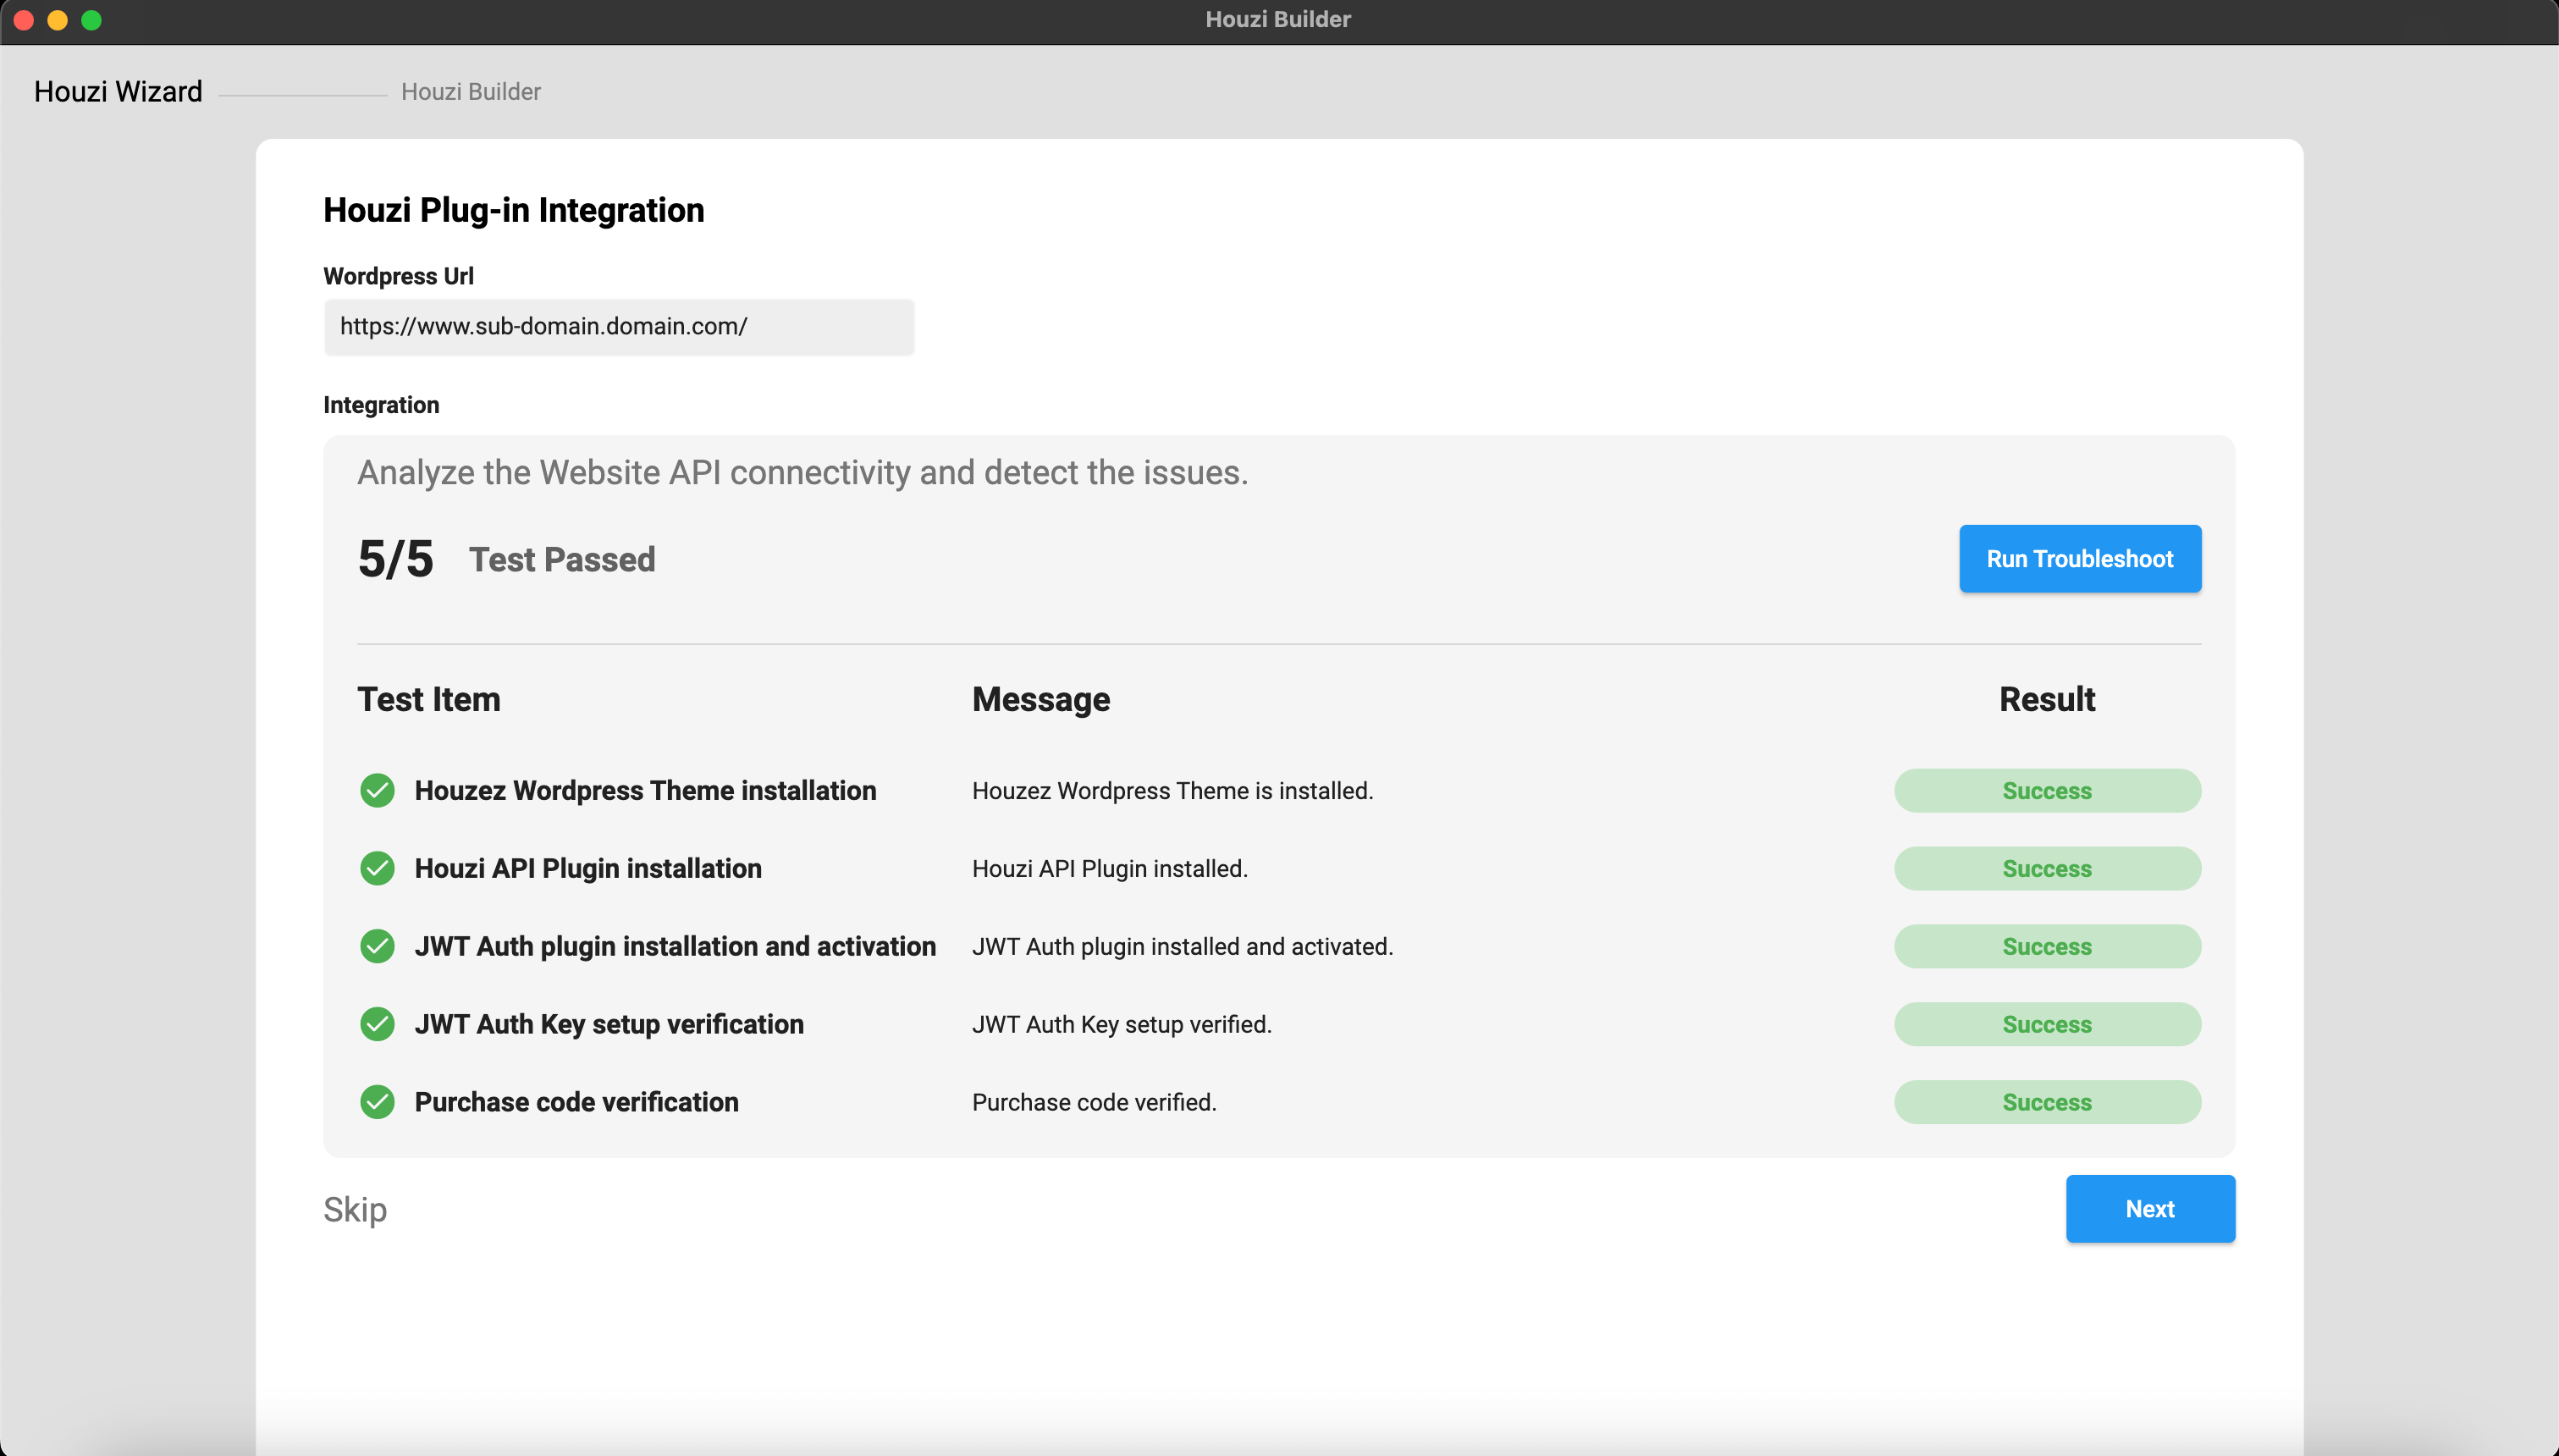 Houzi Builder
Houzi Wizard Houzi Builder
Houzi Plug-in Integration
Wordpress Url
https://www.sub-domain.domain.com/
Integration
Analyze the Website API connectivity and detect the issues.
5/5 Test Passed Run Troubleshoot
Test Item Message Result
Houzez Wordpress Theme installation Houzez Wordpress Theme is installed. Success
Houzi API Plugin installation Houzi API Plugin installed. Success
JWT Auth plugin installation and activation JWT Auth plugin installed and activated. Success
JWT Auth Key setup verification JWT Auth Key setup verified. Success
Purchase code verification Purchase code verified. Success
Skip Next